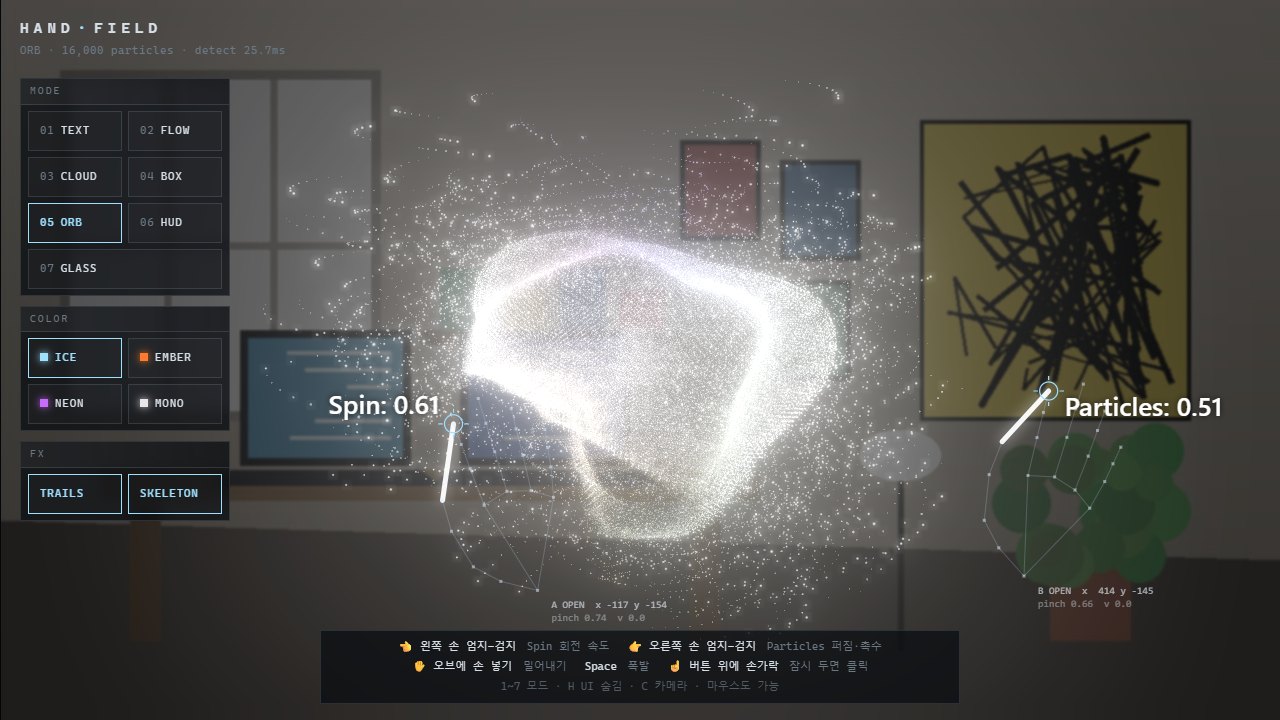 HAND·FIELD
ORB · 16,000 particles · detect 25.7ms
MODE
01 TEXT
02 FLOW
03 CLOUD
04 BOX
05 ORB
06 HUD
07 GLASS
COLOR
ICE
EMBER
NEON
MONO
FX
TRAILS
SKELETON
Spin: 0.61
Particles: 0.51
A OPEN x -117 y -154
pinch 0.74 v 0.0
B OPEN x 414 y -145
pinch 0.66 v 0.0
👈 왼쪽 손 엄지–검지 Spin 회전 속도 👉 오른쪽 손 엄지–검지 Particles 퍼짐·촉수
✋ 오브에 손 넣기 밀어내기 Space 폭발 ☝ 버튼 위에 손가락 잠시 두면 클릭
1~7 모드 · H UI 숨김 · C 카메라 · 마우스도 가능